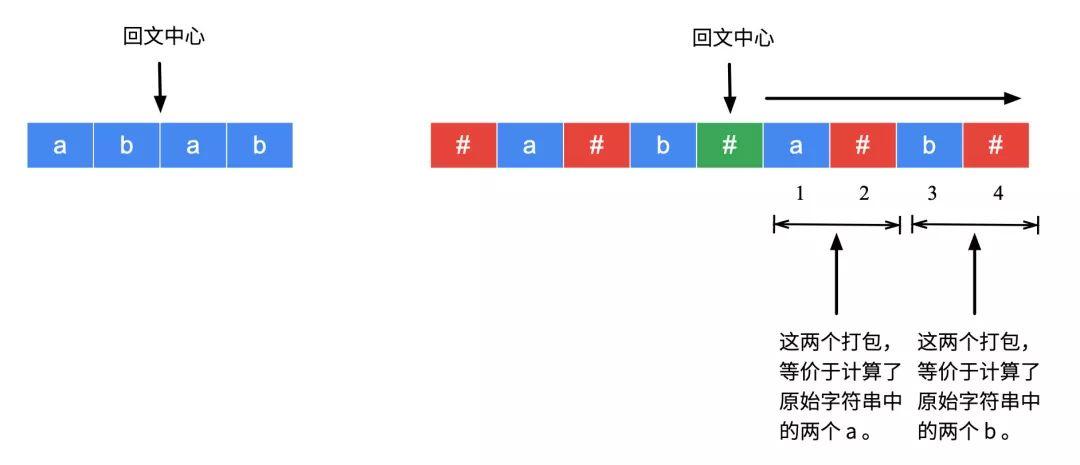 回文中心
回文中心
a b a b
# a # b # a # b #
1 2 3 4
这两个打包，
等价于计算了
原始字符串中
的两个 a 。
这两个打包，
等价于计算了
原始字符串中
的两个 b 。